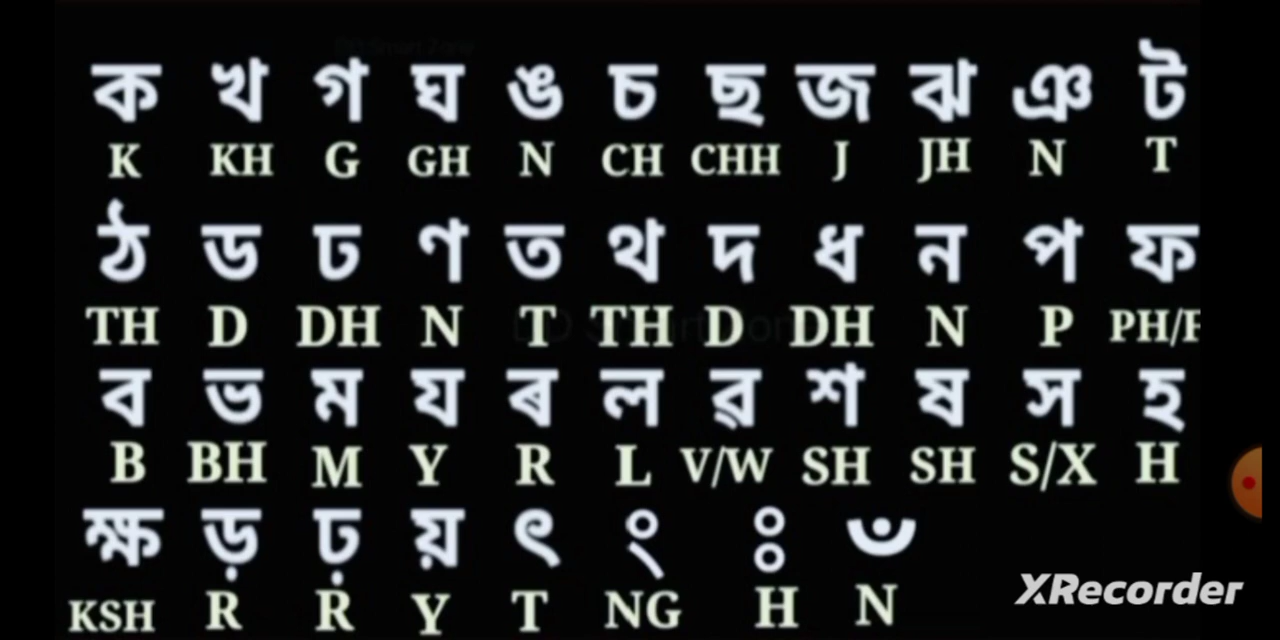 ক খ গ ঘ ঙ চ ছ জ ঝ ঞ ট
K KH G GH N CH CHH J JH N T
ঠ ড ঢ ণ ত থ দ ধ ন প ফ
TH D DH N T TH D DH N P PH/F
ব ভ ম য ৰ ল ৱ শ ষ স হ
B BH M Y R L V/W SH SH S/X H
ক্ষ ড় ঢ় য় ৎ ং ঃ ঁ
KSH R R Y T NG H N
XRecorder